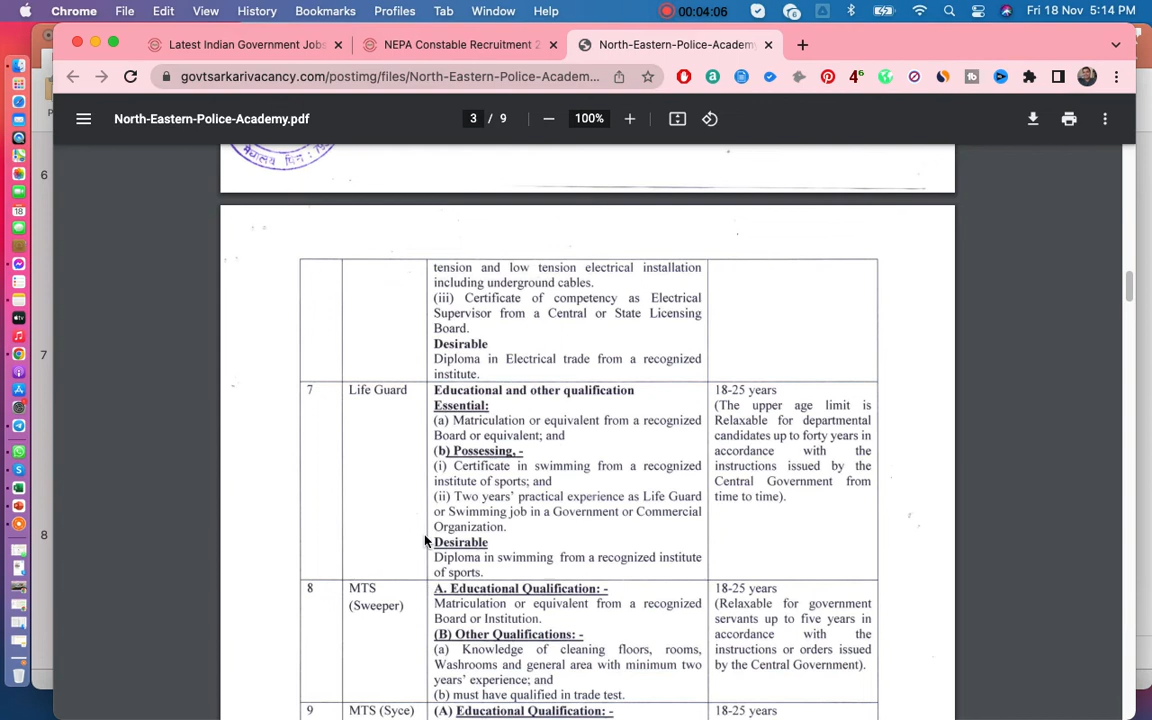 Chrome File Edit View History Bookmarks Profiles Tab Window Help 00:04:06 Fri 18 Nov 5:14 PM
Latest Indian Government Jobs NEPA Constable Recruitment 2 North-Eastern-Police-Academy
govtsarkarivacancy.com/postimg/files/North-Eastern-Police-Academ...
North-Eastern-Police-Academy.pdf 3 / 9 100%
6
7
8
मेघालय पिन :
tension and low tension electrical installation
including underground cables.
(iii) Certificate of competency as Electrical
Supervisor from a Central or State Licensing
Board.
Desirable
Diploma in Electrical trade from a recognized
institute.
7 Life Guard Educational and other qualification 18-25 years
Essential: (The upper age limit is
(a) Matriculation or equivalent from a recognized Relaxable for departmental
Board or equivalent; and candidates up to forty years in
(b) Possessing, - accordance with the
(i) Certificate in swimming from a recognized instructions issued by the
institute of sports; and Central Government from
(ii) Two years' practical experience as Life Guard time to time).
or Swimming job in a Government or Commercial
Organization.
Desirable
Diploma in swimming from a recognized institute
of sports.
8 MTS A. Educational Qualification: - 18-25 years
(Sweeper) Matriculation or equivalent from a recognized (Relaxable for government
Board or Institution. servants up to five years in
(B) Other Qualifications: - accordance with the
(a) Knowledge of cleaning floors, rooms, instructions or orders issued
Washrooms and general area with minimum two by the Central Government).
years' experience; and
(b) must have qualified in trade test.
9 MTS (Syce) (A) Educational Qualification: - 18-25 years